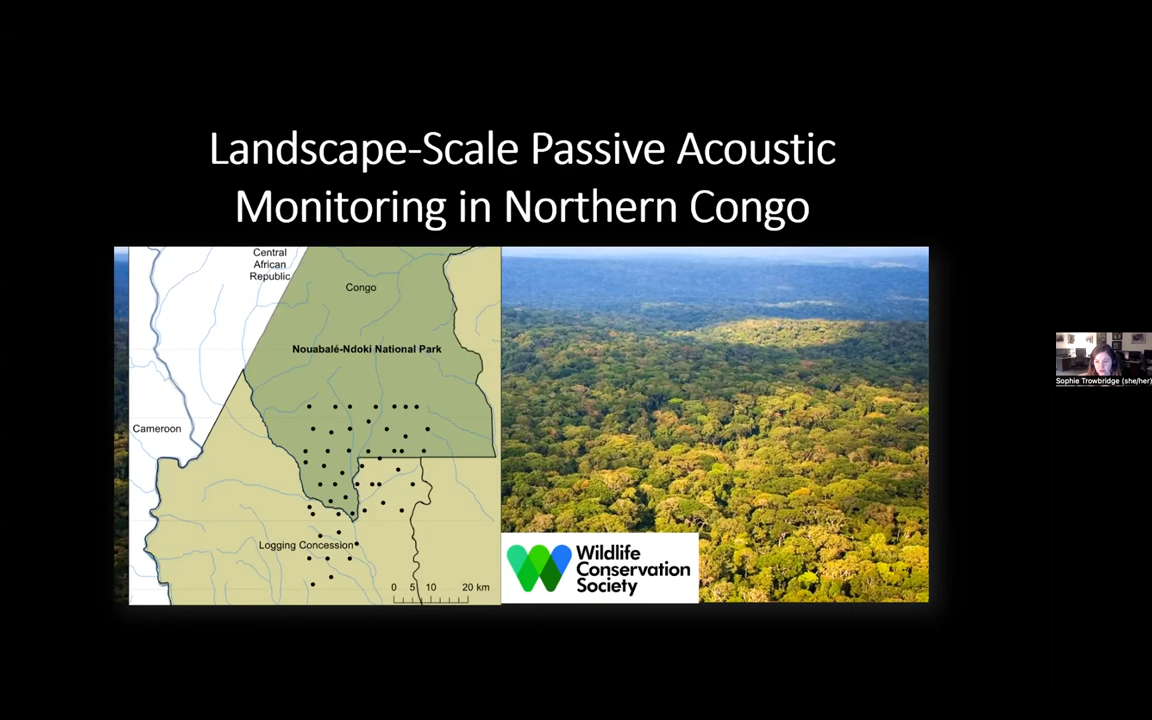 Landscape-Scale Passive Acoustic
Monitoring in Northern Congo
Central
African
Republic
Congo
Nouabalé-Ndoki National Park
Cameroon
Logging Concession
0 5 10 20 km
Wildlife
Conservation
Society
Sophie Trowbridge (she/her)